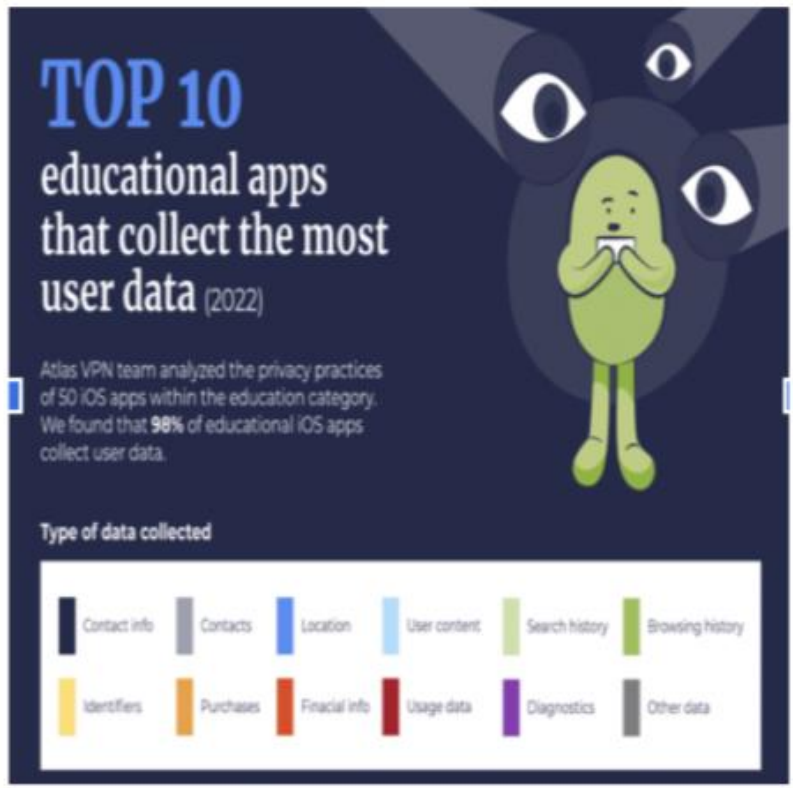 TOP 10
educational apps
that collect the most
user data (2022)
Atlas VPN team analyzed the privacy practices
of 50 iOS apps within the education category.
We found that 98% of educational iOS apps
collect user data.
Type of data collected
Contact info Contacts Location User content Search history Browsing history
Identifiers Purchases Finacial info Usage data Diagnostics Other data